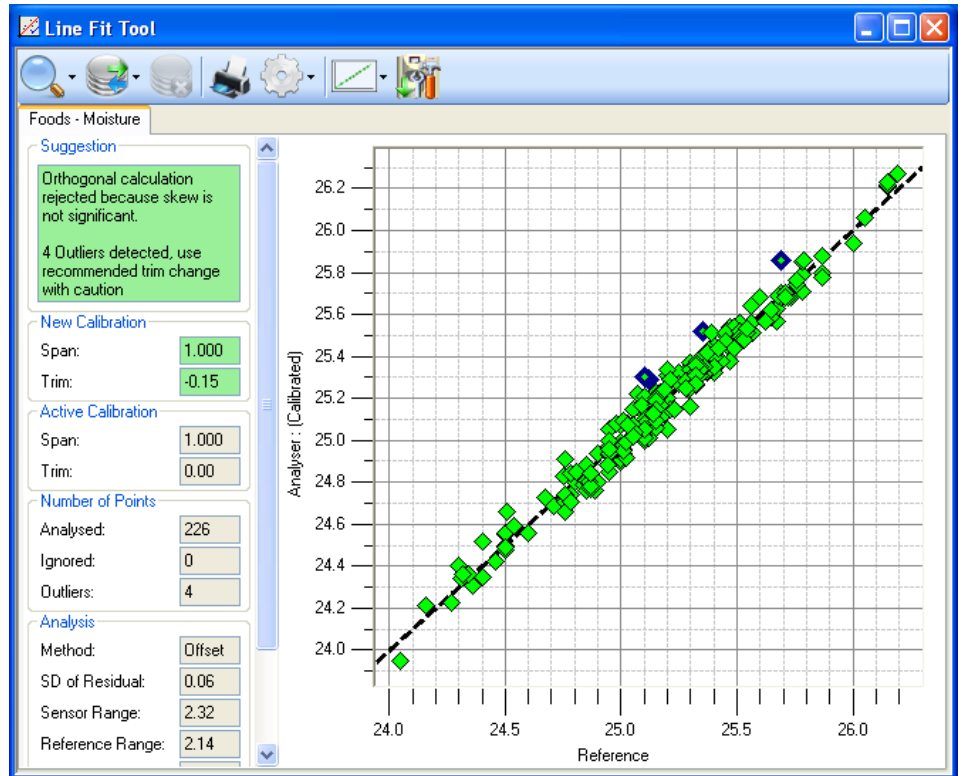 Line Fit Tool
Foods - Moisture
Suggestion
Orthogonal calculation
rejected because skew is
not significant.
4 Outliers detected, use
recommended trim change
with caution
New Calibration
Span: 1.000
Trim: -0.15
Active Calibration
Span: 1.000
Trim: 0.00
Number of Points
Analysed: 226
Ignored: 0
Outliers: 4
Analysis
Method: Offset
SD of Residual: 0.06
Sensor Range: 2.32
Reference Range: 2.14
Analyser : (Calibrated)
26.2
26.0
25.8
25.6
25.4
25.2
25.0
24.8
24.6
24.4
24.2
24.0
24.0 24.5 25.0 25.5 26.0
Reference